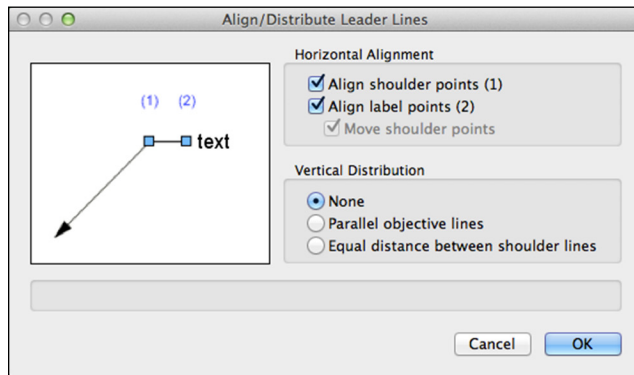 Align/Distribute Leader Lines
(1) (2)
text
Horizontal Alignment
Align shoulder points (1)
Align label points (2)
Move shoulder points
Vertical Distribution
None
Parallel objective lines
Equal distance between shoulder lines
Cancel
OK